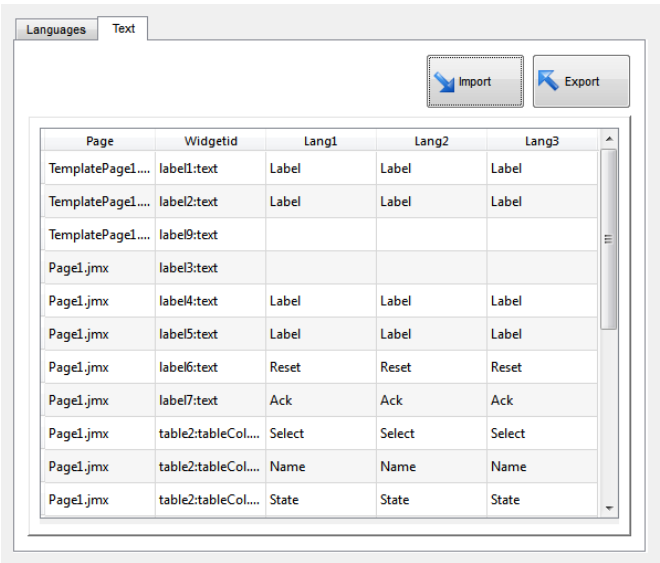 Languages Text
Import Export
Page Widgetid Lang1 Lang2 Lang3
TemplatePage1.... label1:text Label Label Label
TemplatePage1.... label2:text Label Label Label
TemplatePage1.... label9:text
Page1.jmx label3:text
Page1.jmx label4:text Label Label Label
Page1.jmx label5:text Label Label Label
Page1.jmx label6:text Reset Reset Reset
Page1.jmx label7:text Ack Ack Ack
Page1.jmx table2:tableCol.... Select Select Select
Page1.jmx table2:tableCol.... Name Name Name
Page1.jmx table2:tableCol.... State State State